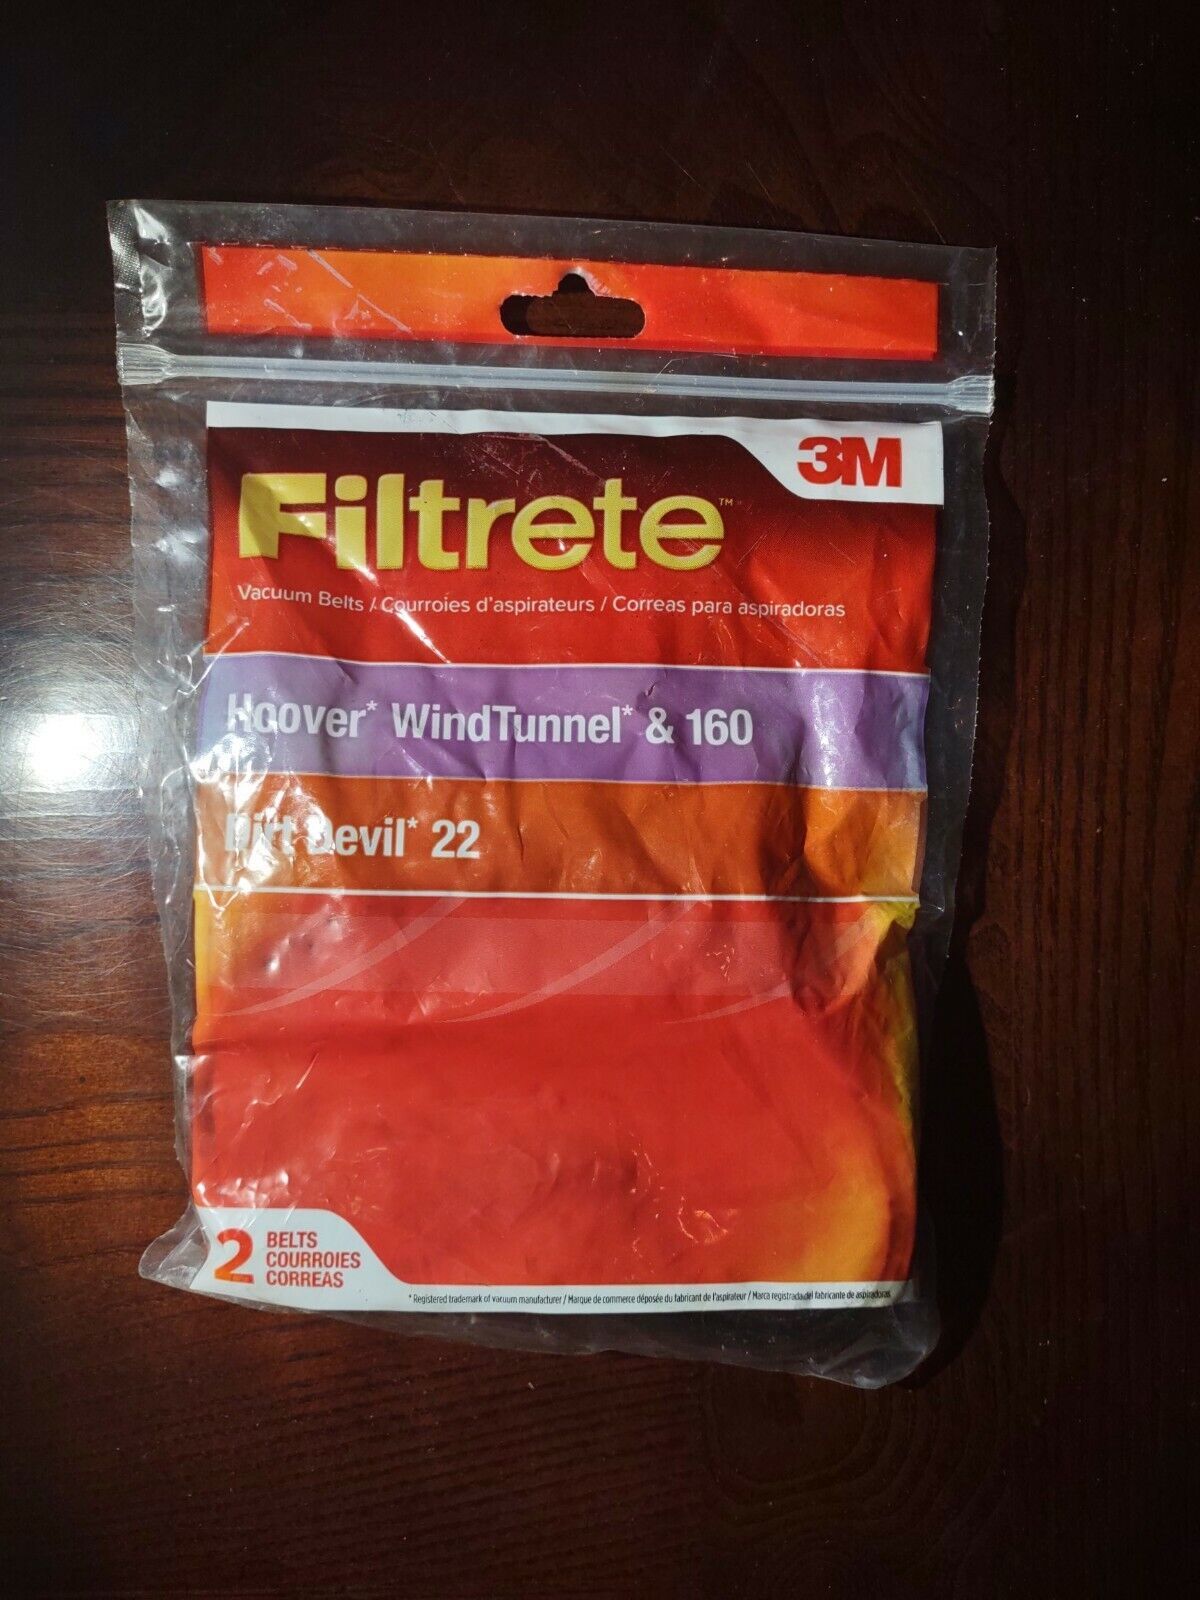 3M
Filtrete™
Vacuum Belts / Courroies d'aspirateurs / Correas para aspiradoras
Hoover* WindTunnel* & 160
Dirt Devil* 22
2 BELTS
COURROIES
CORREAS
* Registered trademark of vacuum manufacturer / Marque de commerce déposée du fabricant de l'aspirateur / Marca registrada del fabricante de aspiradoras